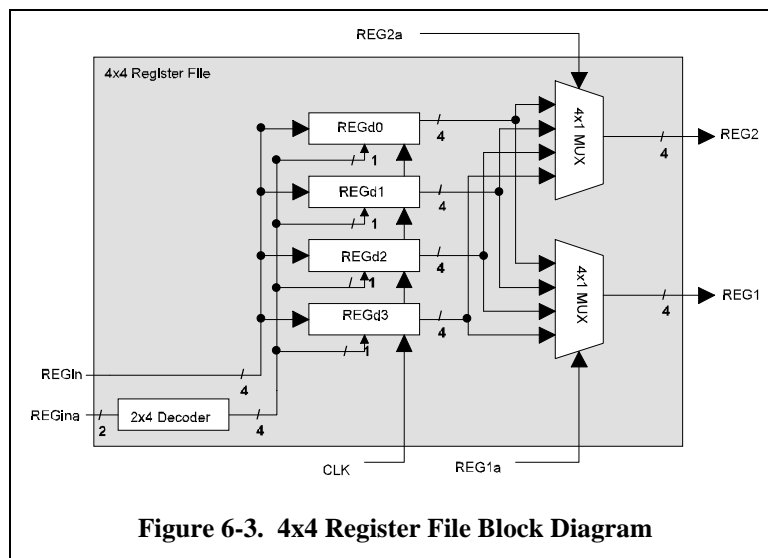 REG2a
4x4 Register File
REGd0
4
1
4x1 MUX
4
REG2
REGd1
4
1
REGd2
4
1
4x1 MUX
4
REG1
REGd3
4
1
REGIn
4
REGina
2
2x4 Decoder
4
CLK
REG1a
Figure 6-3. 4x4 Register File Block Diagram